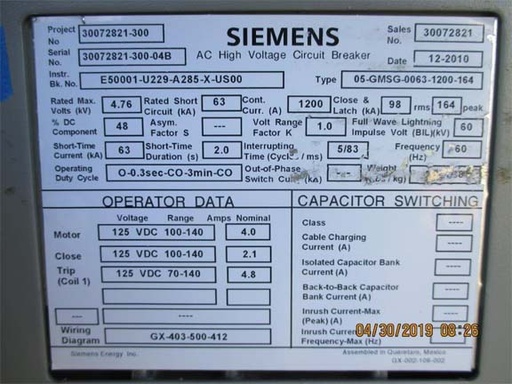 Project No 30072821-300 SIEMENS Sales No 30072821
Serial No. 30072821-300-04B AC High Voltage Circuit Breaker Date 12-2010
Instr. Bk. No. E50001-U229-A285-X-US00 Type 05-GMSG-0063-1200-164
Rated Max. Volts (kV) 4.76 Rated Short Circuit (kA) 63 Cont. Curr. (A) 1200 Close & Latch (kA) 98 rms 164 peak
% DC Component 48 Asym. Factor S --- Volt Range Factor K 1.0 Full Wave Lightning Impulse Volt (BIL)(kV) 60
Short-Time Current (kA) 63 Short-Time Duration (s) 2.0 Interrupting Time (Cycles / ms) 5/83 Frequency (Hz) 60
Operating Duty Cycle O-0.3sec-CO-3min-CO Out-of-Phase Switch Curr (kA) --- Weight
OPERATOR DATA
Voltage Range Amps Nominal
Motor 125 VDC 100-140 4.0
Close 125 VDC 100-140 2.1
Trip (Coil 1) 125 VDC 70-140 4.8
--- ---- ----
Wiring Diagram GX-403-500-412
Siemens Energy Inc.
CAPACITOR SWITCHING
Class ----
Cable Charging Current (A) ----
Isolated Capacitor Bank Current (A) ----
Back-to-Back Capacitor Bank Current (A) ----
Inrush Current-Max (Peak) (A) ----
Inrush Current Frequency-Max (Hz) ----
04/30/2019 08:26
Assembled in Queretaro, Mexico